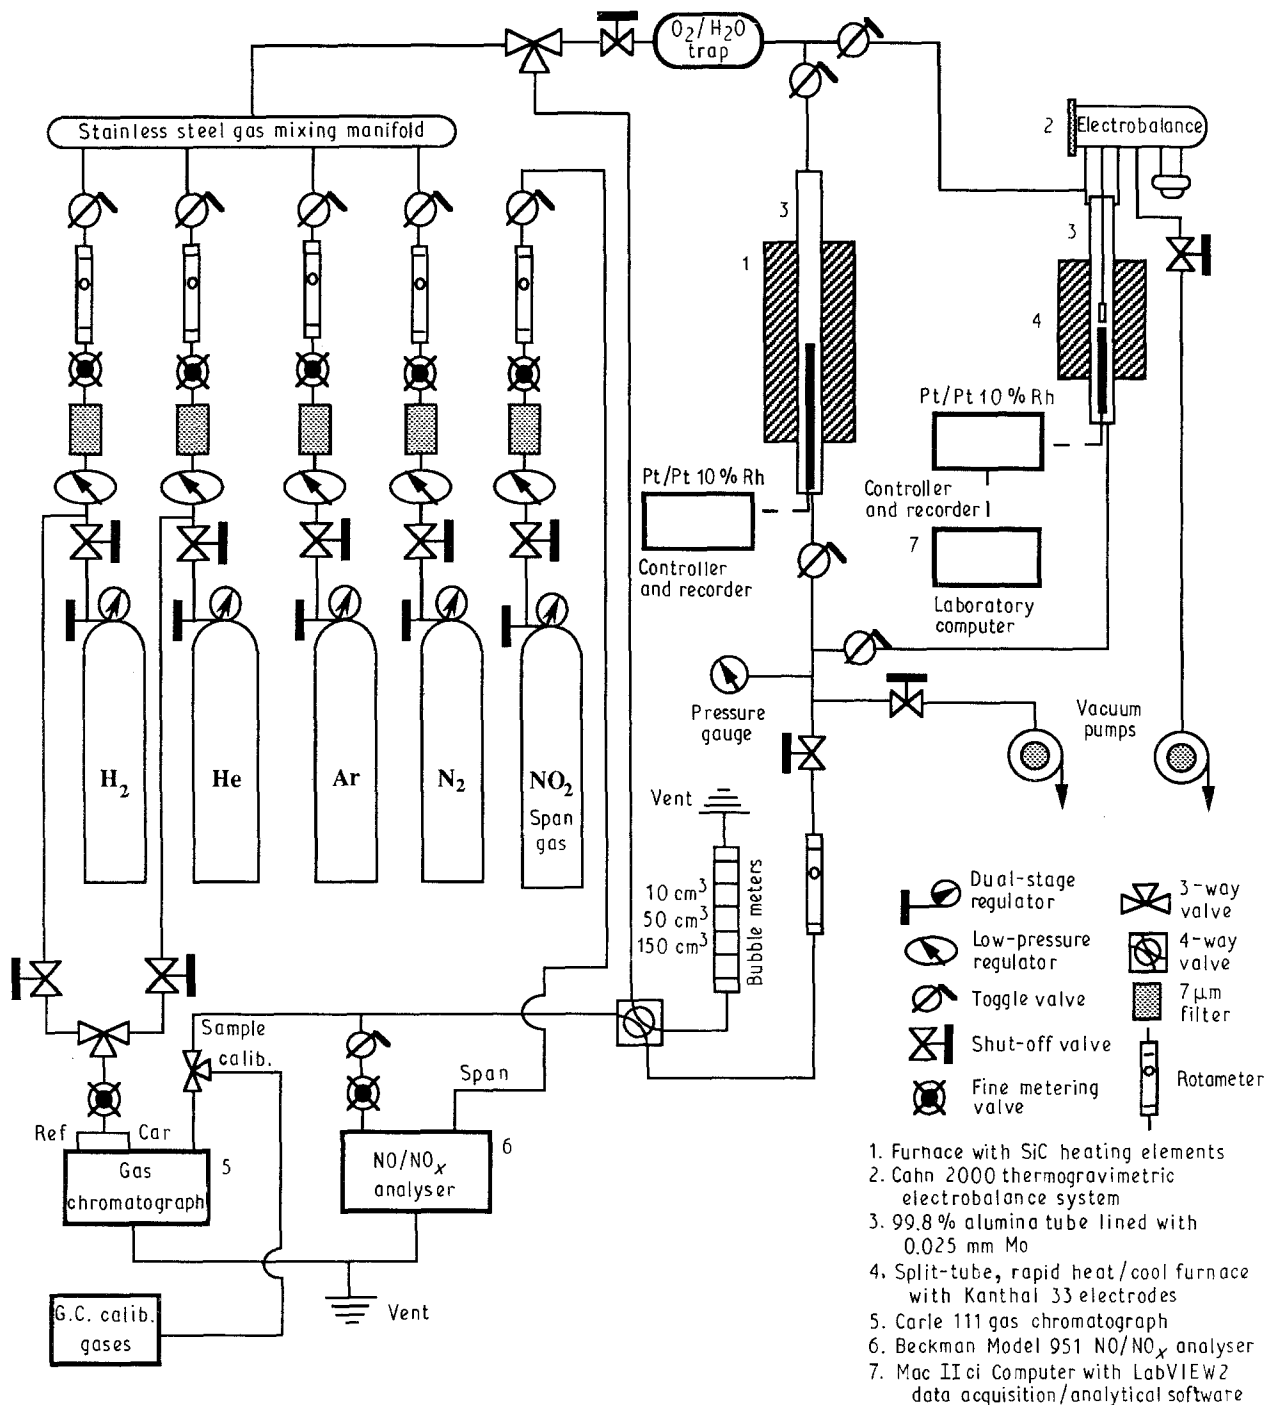 O2/H2O
trap
Stainless steel gas mixing manifold
2
Electrobalance
3
3
1
4
Pt/Pt 10 % Rh
Controller
and recorder 1
Pt/Pt 10 % Rh
Controller
and recorder
7
Laboratory
computer
Pressure
gauge
Vacuum
pumps
H2
He
Ar
N2
NO2
Span
gas
Vent
10 cm3
50 cm3
150 cm3
Bubble meters
Sample
calib.
Span
Ref
Car
Gas
chromatograph
5
NO/NOx
analyser
6
G.C. calib.
gases
Vent
Dual-stage
regulator
Low-pressure
regulator
Toggle valve
Shut-off valve
Fine metering
valve
3-way
valve
4-way
valve
7 μm
filter
Rotameter
1. Furnace with SiC heating elements
2. Cahn 2000 thermogravimetric
electrobalance system
3. 99.8 % alumina tube lined with
0.025 mm Mo
4. Split-tube, rapid heat/cool furnace
with Kanthal 33 electrodes
5. Carle 111 gas chromatograph
6. Beckman Model 951 NO/NOx analyser
7. Mac II ci Computer with LabVIEW2
data acquisition/analytical software